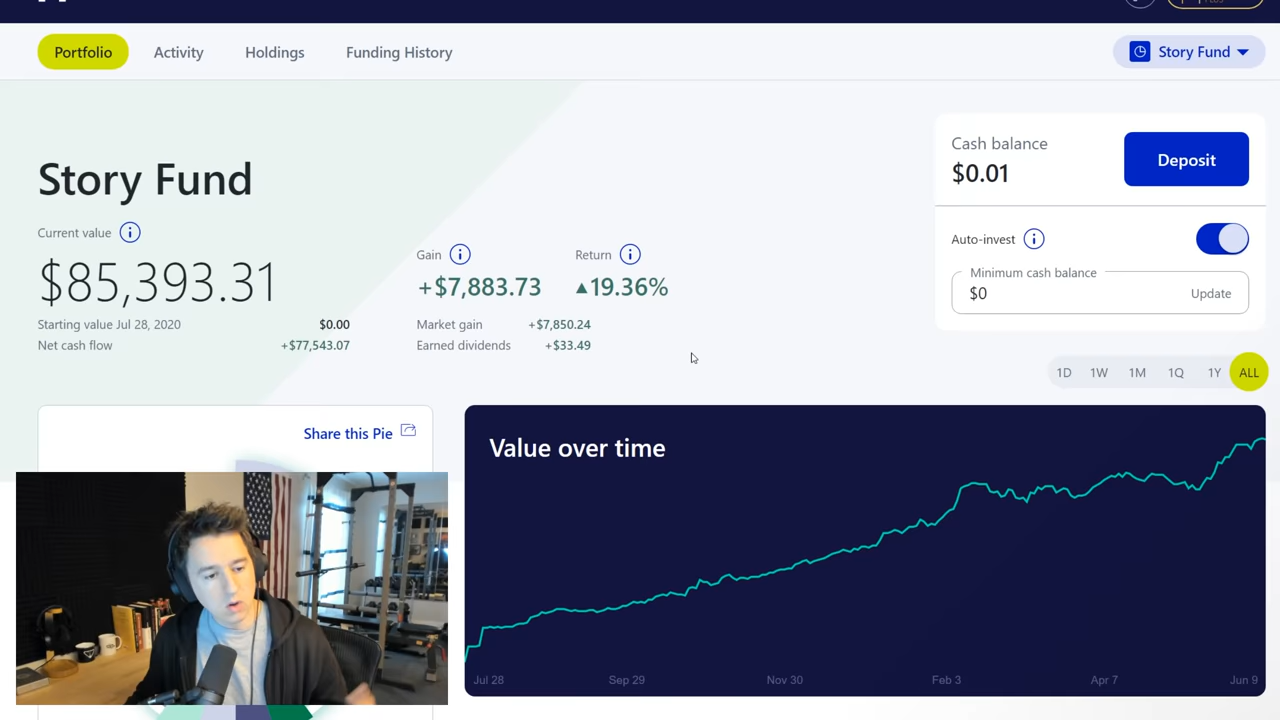 Portfolio
Activity
Holdings
Funding History
Story Fund
Story Fund
Current value
$85,393.31
Starting value Jul 28, 2020 $0.00
Net cash flow +$77,543.07
Gain
+$7,883.73
Return
19.36%
Market gain +$7,850.24
Earned dividends +$33.49
Cash balance
$0.01
Deposit
Auto-invest
Minimum cash balance
$0
Update
1D 1W 1M 1Q 1Y ALL
Share this Pie
Value over time
Jul 28 Sep 29 Nov 30 Feb 3 Apr 7 Jun 9